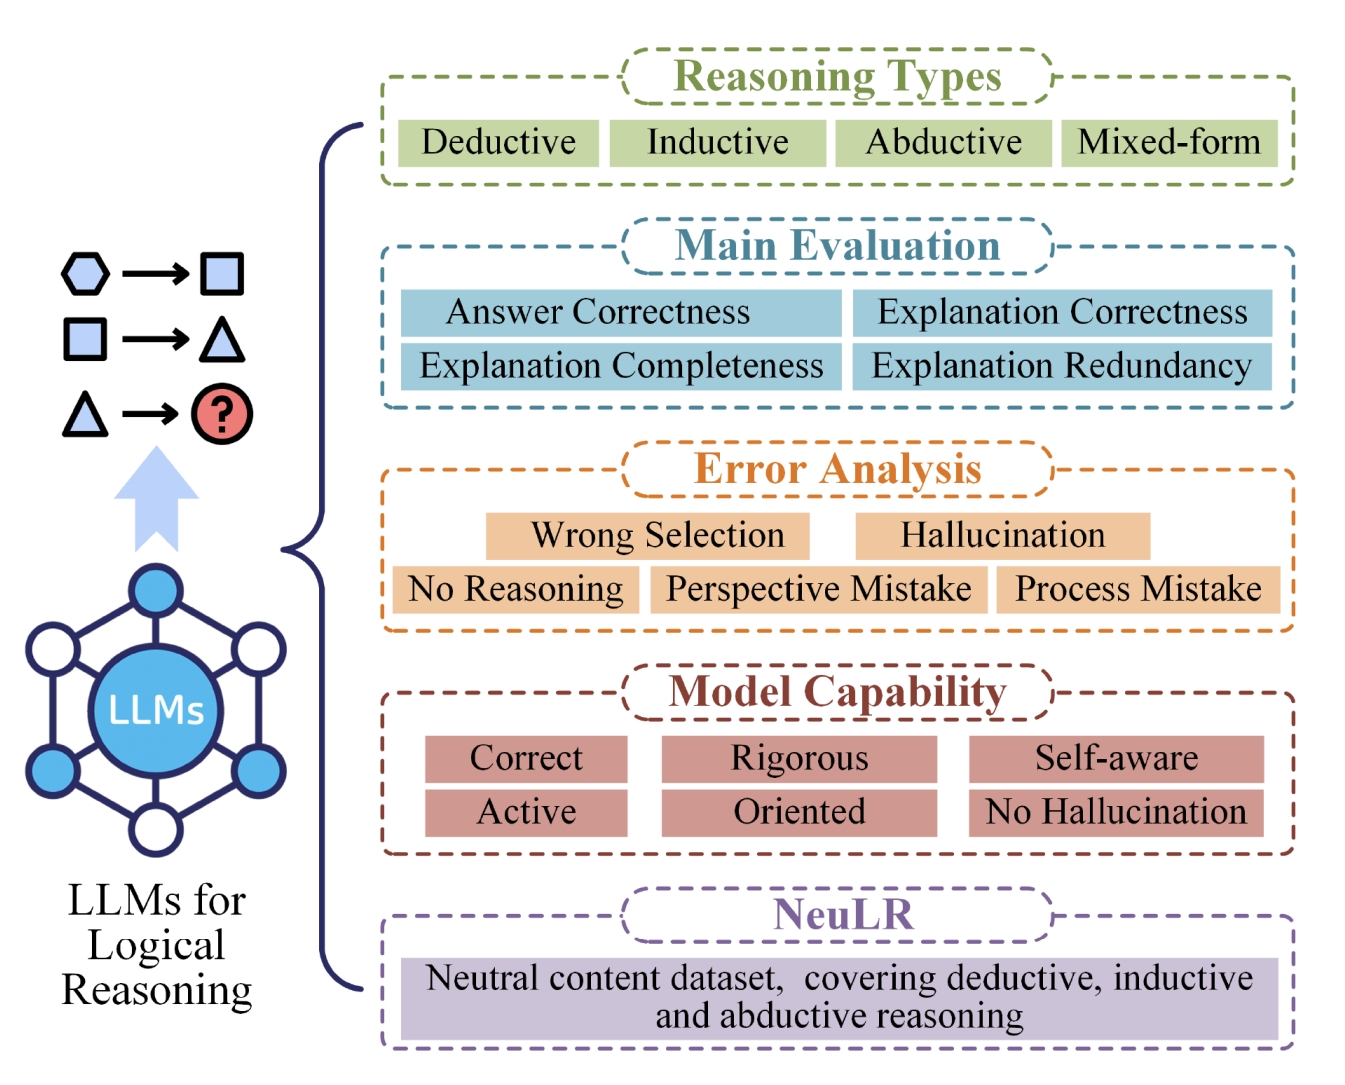 Reasoning Types
Deductive
Inductive
Abductive
Mixed-form
Main Evaluation
Answer Correctness
Explanation Correctness
Explanation Completeness
Explanation Redundancy
?
Error Analysis
Wrong Selection
Hallucination
No Reasoning
Perspective Mistake
Process Mistake
LLMs
Model Capability
Correct
Rigorous
Self-aware
Active
Oriented
No Hallucination
LLMs for
Logical
Reasoning
NeuLR
Neutral content dataset, covering deductive, inductive
and abductive reasoning